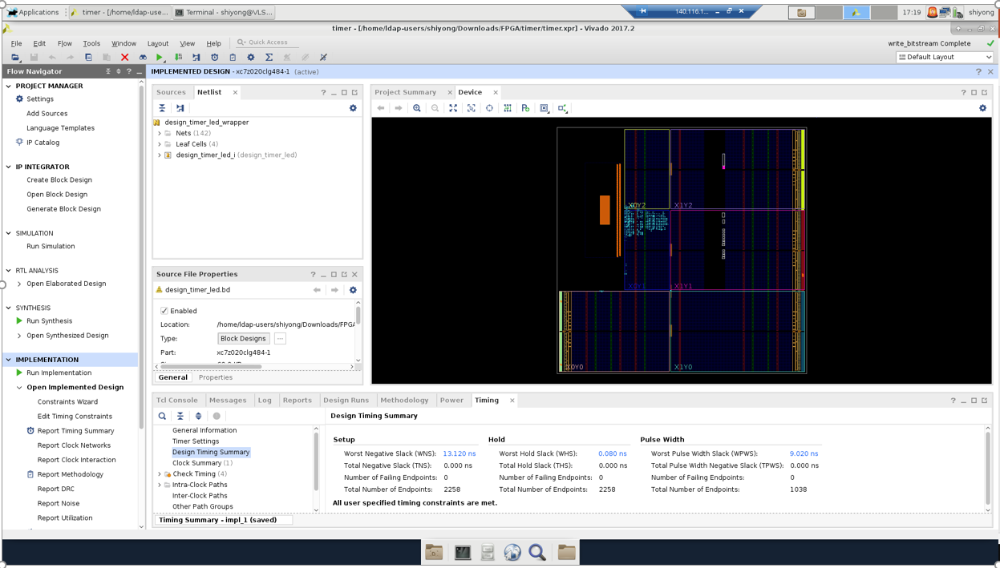 Applications
timer - [/home/ldap-use...
Terminal - shiyong@VLS...
140.116.1...
17:19
shiyong
timer - [/home/ldap-users/shiyong/Downloads/FPGA/timer/timer.xpr] - Vivado 2017.2
File Edit Flow Tools Window Layout View Help
Quick Access
write_bitstream Complete
Default Layout
Flow Navigator
PROJECT MANAGER
Settings
Add Sources
Language Templates
IP Catalog
IP INTEGRATOR
Create Block Design
Open Block Design
Generate Block Design
SIMULATION
Run Simulation
RTL ANALYSIS
Open Elaborated Design
SYNTHESIS
Run Synthesis
Open Synthesized Design
IMPLEMENTATION
Run Implementation
Open Implemented Design
Constraints Wizard
Edit Timing Constraints
Report Timing Summary
Report Clock Networks
Report Clock Interaction
Report Methodology
Report DRC
Report Noise
Report Utilization
IMPLEMENTED DESIGN - xc7z020clg484-1 (active)
Sources Netlist
design_timer_led_wrapper
Nets (142)
Leaf Cells (4)
design_timer_led_i (design_timer_led)
Source File Properties
design_timer_led.bd
Enabled
Location: /home/ldap-users/shiyong/Downloads/FPGA
Type: Block Designs
Part: xc7z020clg484-1
General Properties
Project Summary Device
X0Y2 X1Y2
X0Y1 X1Y1
X0Y0 X1Y0
Tcl Console Messages Log Reports Design Runs Methodology Power Timing
General Information
Timer Settings
Design Timing Summary
Clock Summary (1)
Check Timing (4)
Intra-Clock Paths
Inter-Clock Paths
Other Path Groups
Timing Summary - impl_1 (saved)
Design Timing Summary
Setup Hold Pulse Width
Worst Negative Slack (WNS): 13.120 ns Worst Hold Slack (WHS): 0.080 ns Worst Pulse Width Slack (WPWS): 9.020 ns
Total Negative Slack (TNS): 0.000 ns Total Hold Slack (THS): 0.000 ns Total Pulse Width Negative Slack (TPWS): 0.000 ns
Number of Failing Endpoints: 0 Number of Failing Endpoints: 0 Number of Failing Endpoints: 0
Total Number of Endpoints: 2258 Total Number of Endpoints: 2258 Total Number of Endpoints: 1038
All user specified timing constraints are met.